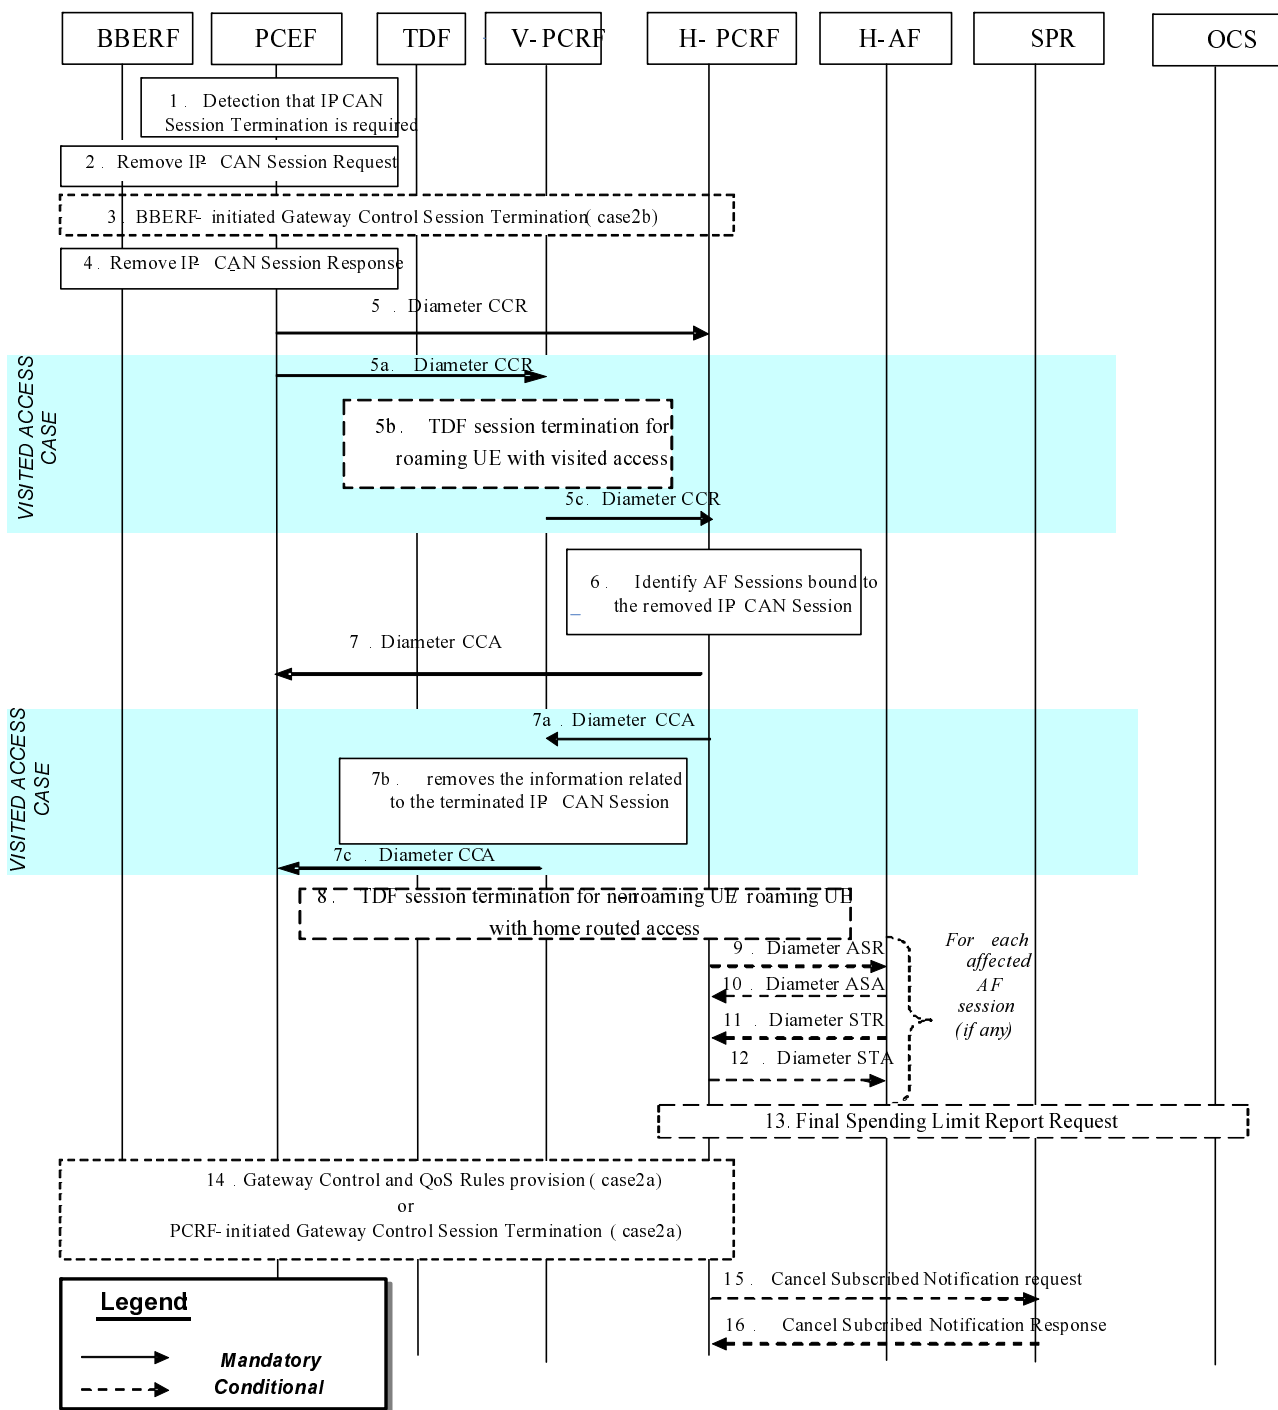 BBERF PCEF TDF V- PCRF H- PCRF H-AF SPR OCS
1 . Detection that IP CAN
Session Termination is required
2 . Remove IP- CAN Session Request
3 . BBERF- initiated Gateway Control Session Termination( case2b)
4 . Remove IP- CAN Session Response
5 . Diameter CCR
VISITED ACCESS
CASE
5a. Diameter CCR
5b. TDF session termination for
roaming UE with visited access
5c. Diameter CCR
6 . Identify AF Sessions bound to
the removed IP- CAN Session
7 . Diameter CCA
VISITED ACCESS
CASE
7a . Diameter CCA
7b . removes the information related
to the terminated IP- CAN Session
7c . Diameter CCA
8 . TDF session termination for non-roaming UE/ roaming UE
with home routed access
9 . Diameter ASR
10 . Diameter ASA
11 . Diameter STR
12 . Diameter STA
For each
affected
AF
session
(if any)
13. Final Spending Limit Report Request
14 . Gateway Control and QoS Rules provision ( case2a)
or
PCRF- initiated Gateway Control Session Termination ( case2a)
15 . Cancel Subscribed Notification request
16 . Cancel Subcribed Notification Response
Legend:
Mandatory
Conditional